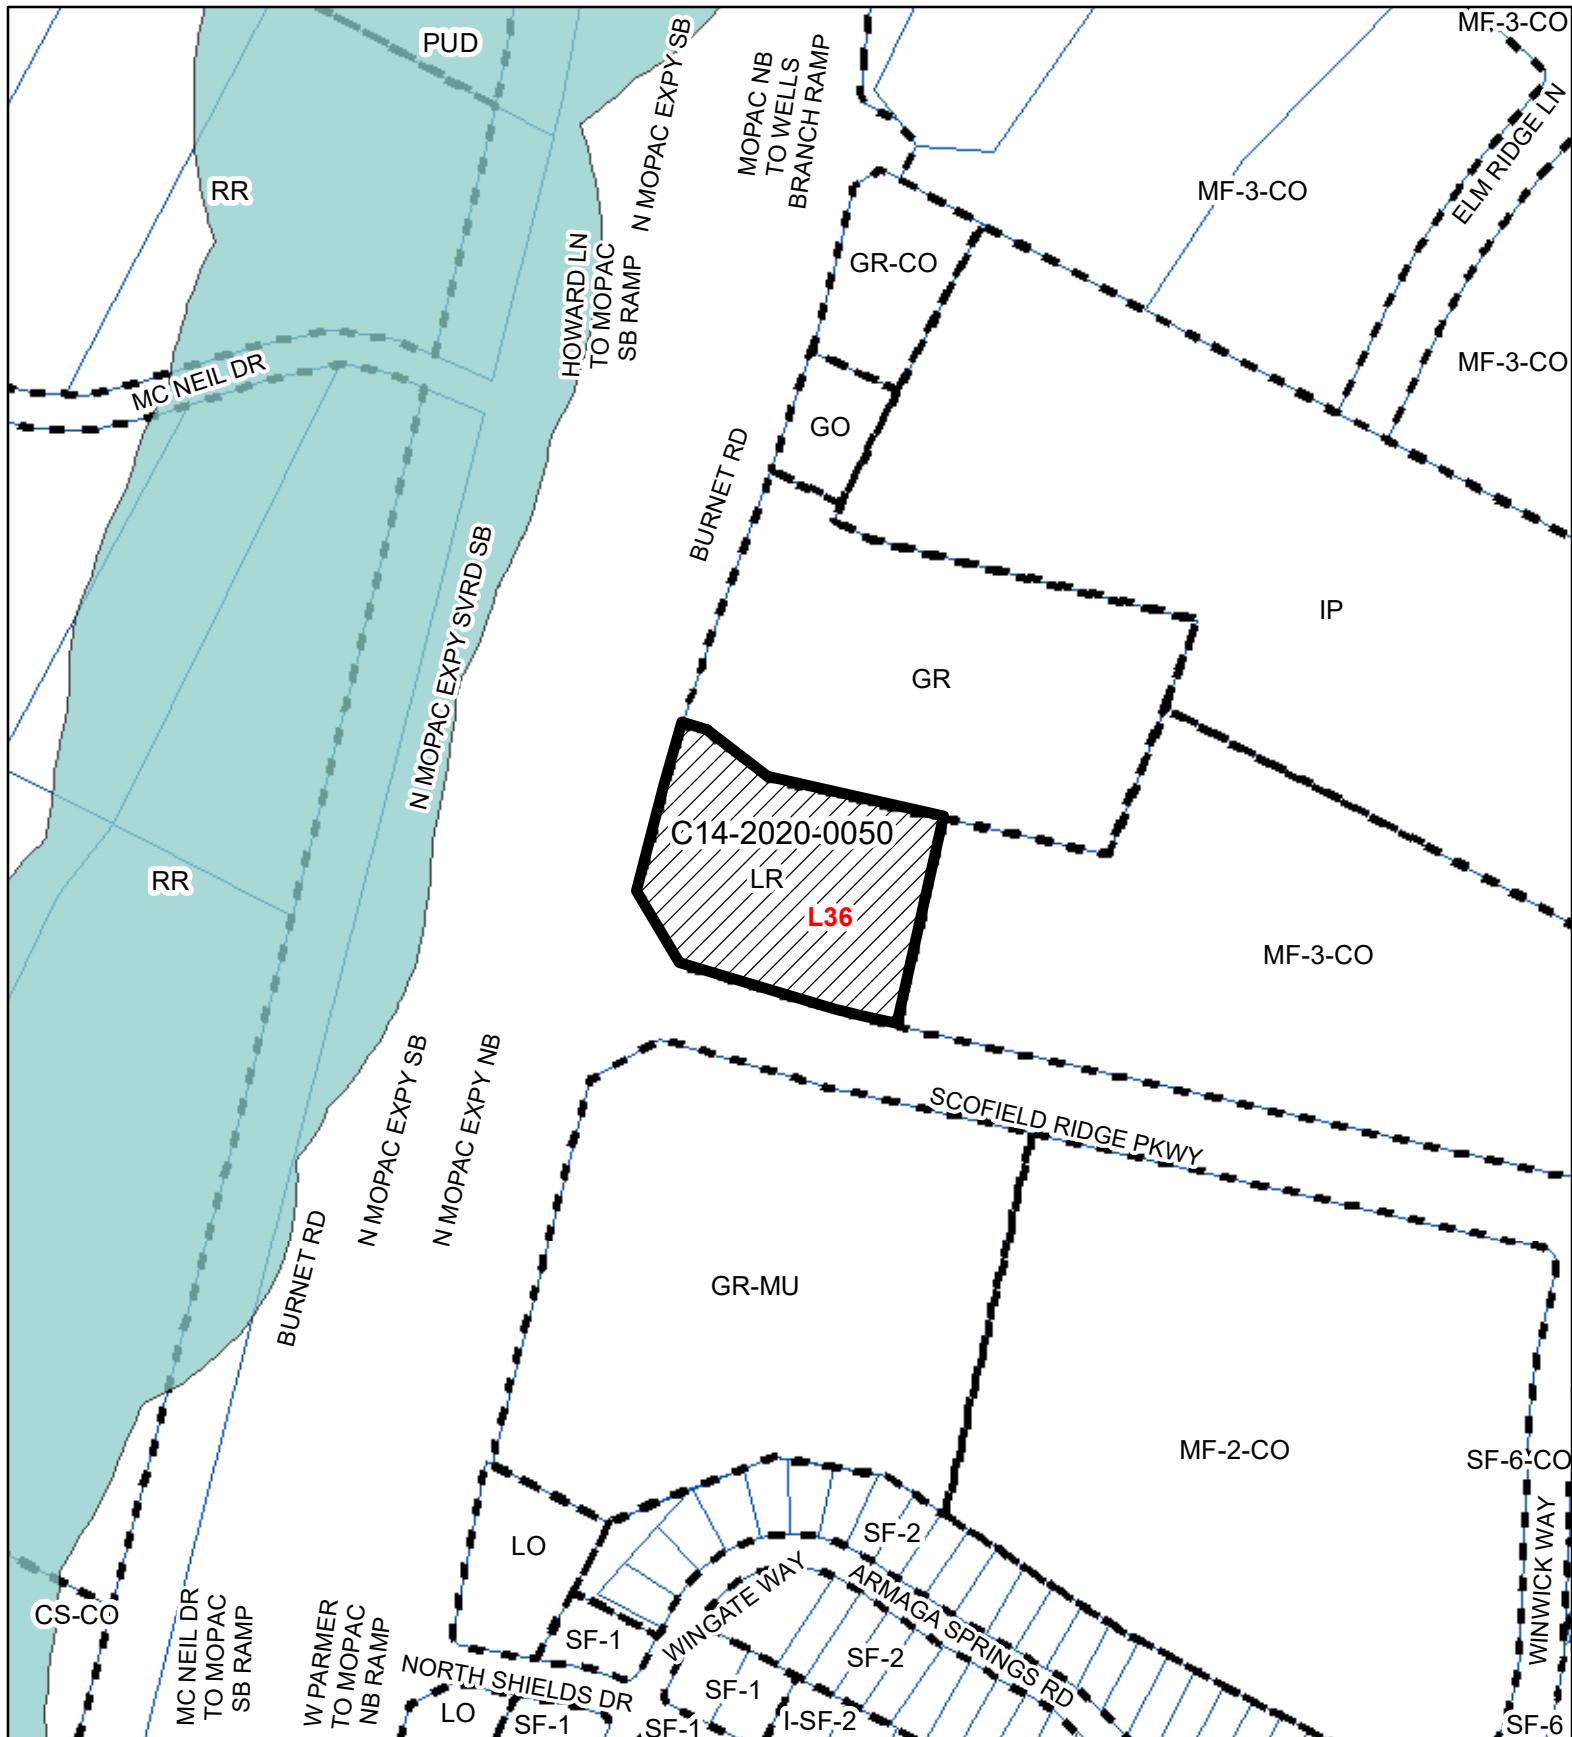 MF-3-CO
PUD
N MOPAC EXPY SB
MOPAC NB
TO WELLS
BRANCH RAMP
ELM RIDGE LN
RR
MF-3-CO
GR-CO
HOWARD LN
TO MOPAC
SB RAMP
MF-3-CO
MC NEIL DR
GO
BURNET RD
N MOPAC EXPY SVRD SB
IP
GR
C14-2020-0050
LR
L36
RR
MF-3-CO
N MOPAC EXPY SB
N MOPAC EXPY NB
SCOFIELD RIDGE PKWY
BURNET RD
GR-MU
MF-2-CO
SF-6-CO
WINWICK WAY
SF-2
LO
ARMAGA SPRINGS RD
WINGATE WAY
CS-CO
MC NEIL DR
TO MOPAC
SB RAMP
W PARMER
TO MOPAC
NB RAMP
SF-1
SF-2
NORTH SHIELDS DR
SF-1
LO
SF-1
SF-1
I-SF-2
SF-6